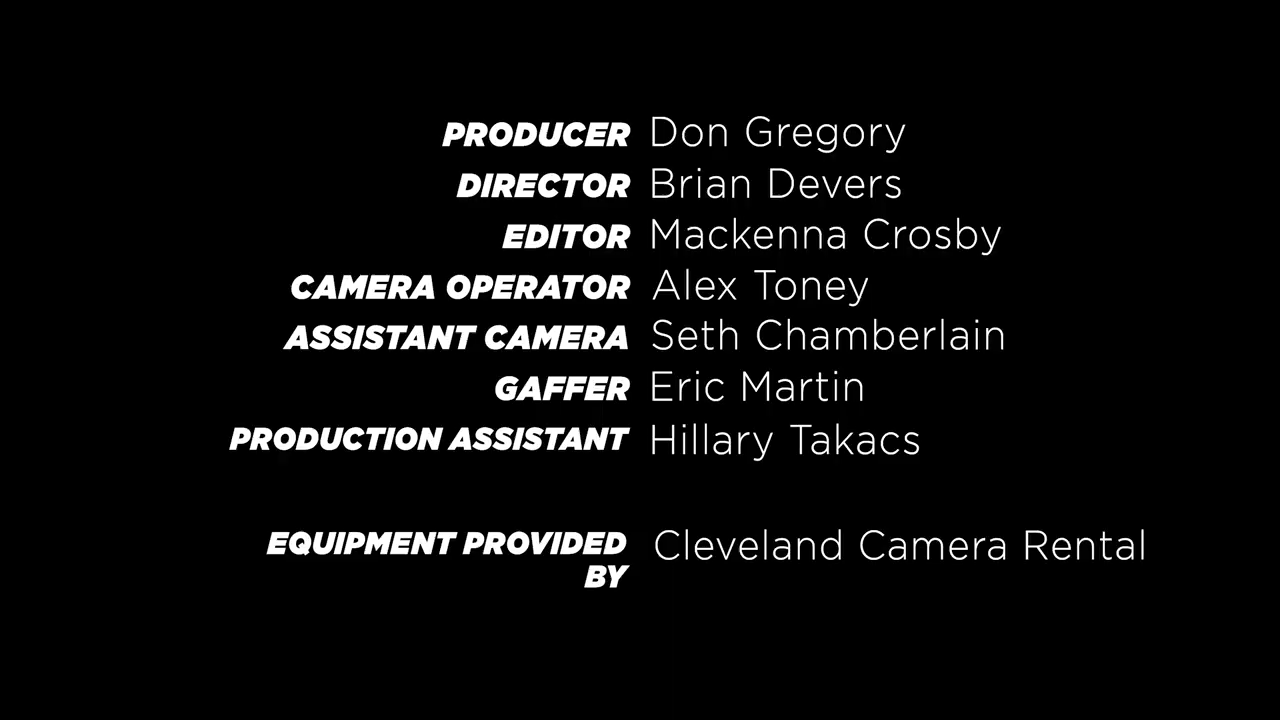 PRODUCER Don Gregory
DIRECTOR Brian Devers
EDITOR Mackenna Crosby
CAMERA OPERATOR Alex Toney
ASSISTANT CAMERA Seth Chamberlain
GAFFER Eric Martin
PRODUCTION ASSISTANT Hillary Takacs
EQUIPMENT PROVIDED Cleveland Camera Rental
BY